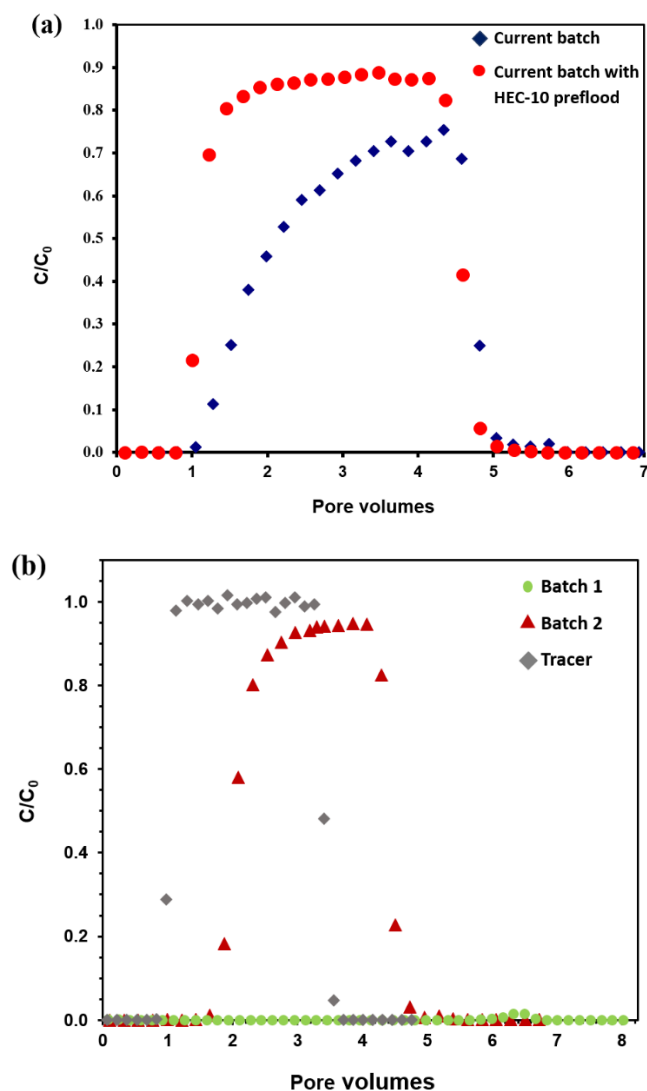 (a)
1.0
0.9
0.8
0.7
0.6
0.5
0.4
0.3
0.2
0.1
0.0
C/C₀
Current batch
Current batch with
HEC-10 preflood
0 1 2 3 4 5 6 7
Pore volumes
(b)
1.0
0.8
0.6
0.4
0.2
0.0
C/C₀
Batch 1
Batch 2
Tracer
0 1 2 3 4 5 6 7 8
Pore volumes